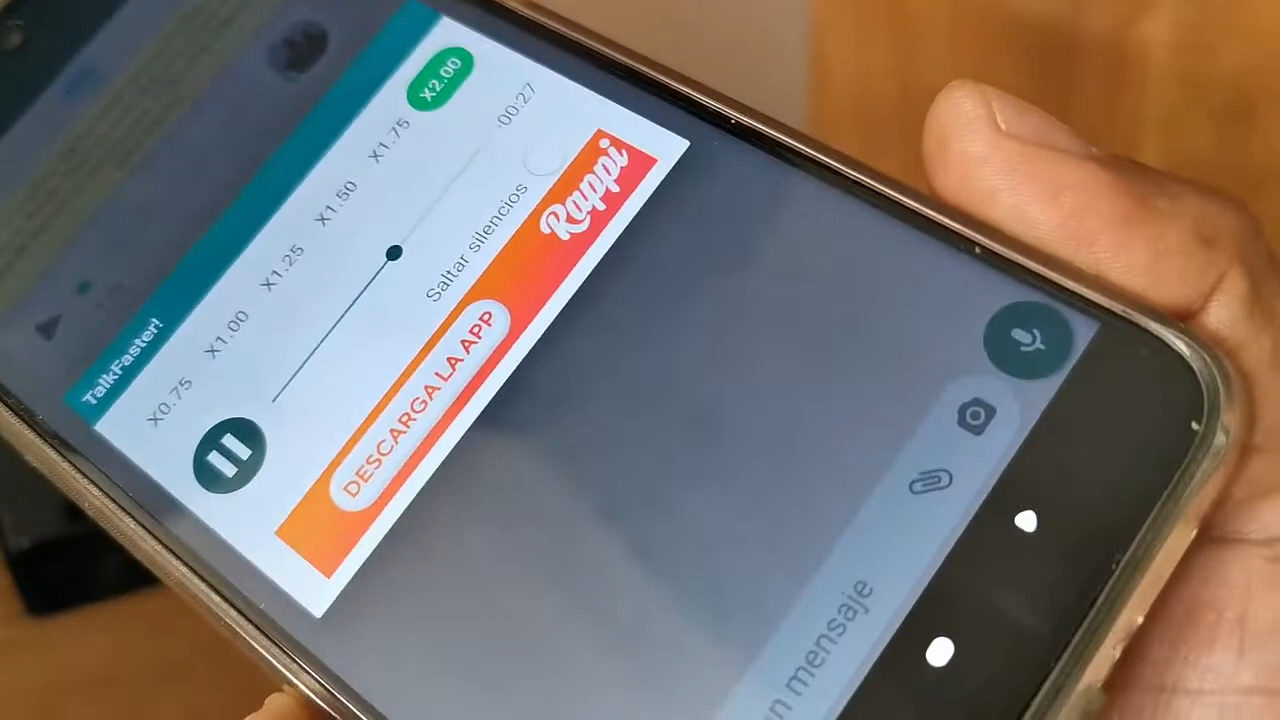 TalkFaster!
X0.75 X1.00 X1.25 X1.50 X1.75 X2.00
00:27
Saltar silencios
DESCARGA LA APP Rappi
mensaje